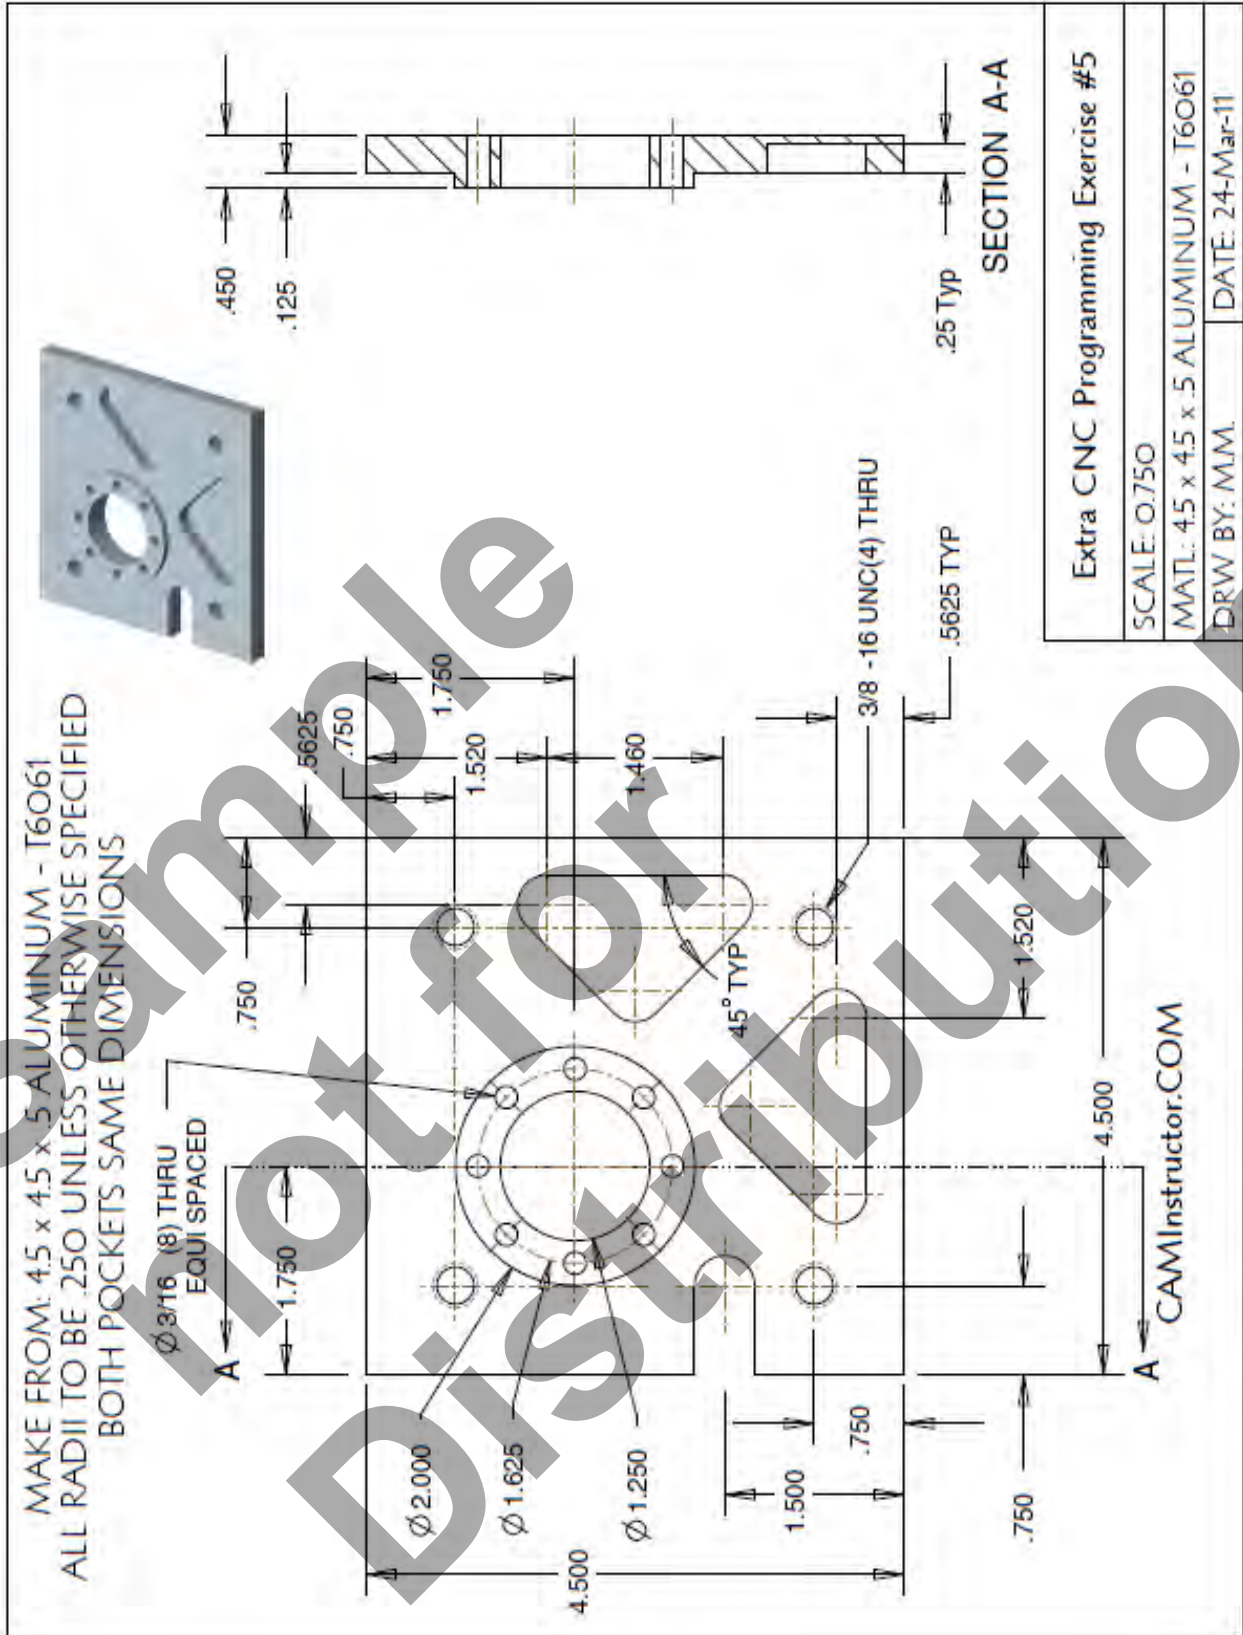 MAKE FROM: 4.5 x 4.5 x .5 ALUMINUM - T6061
ALL RADII TO BE .250 UNLESS OTHERWISE SPECIFIED
BOTH POCKETS SAME DIMENSIONS
Ø 3/16 (8) THRU
EQUI SPACED
A
1.750
.750
.5625
.750
1.520
1.750
1.460
Ø 2.000
Ø 1.625
Ø 1.250
4.500
45° TYP
3/8 -16 UNC(4) THRU
.5625 TYP
1.500
.750
.750
1.520
4.500
A
CAMInstructor.COM
.450
.125
.25 Typ
SECTION A-A
Extra CNC Programming Exercise #5
SCALE: 0.750
MATL: 4.5 x 4.5 x .5 ALUMINUM - T6061
DRW BY: M.M.
DATE: 24-Mar-11
Sample
not for
Distribution